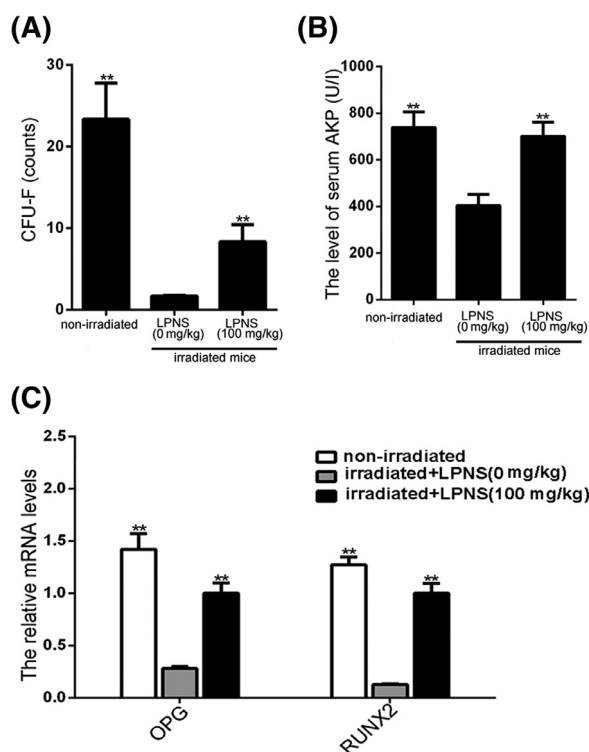 (A)
CFU-F (counts)
30
20
10
0
**
**
non-irradiated
LPNS
(0 mg/kg)
LPNS
(100 mg/kg)
irradiated mice
(B)
The level of serum AKP (U/l)
1000
800
600
400
200
0
**
**
non-irradiated
LPNS
(0 mg/kg)
LPNS
(100 mg/kg)
irradiated mice
(C)
The relative mRNA levels
2.5
2.0
1.5
1.0
0.5
0.0
non-irradiated
irradiated+LPNS(0 mg/kg)
irradiated+LPNS(100 mg/kg)
**
**
**
**
OPG
RUNX2